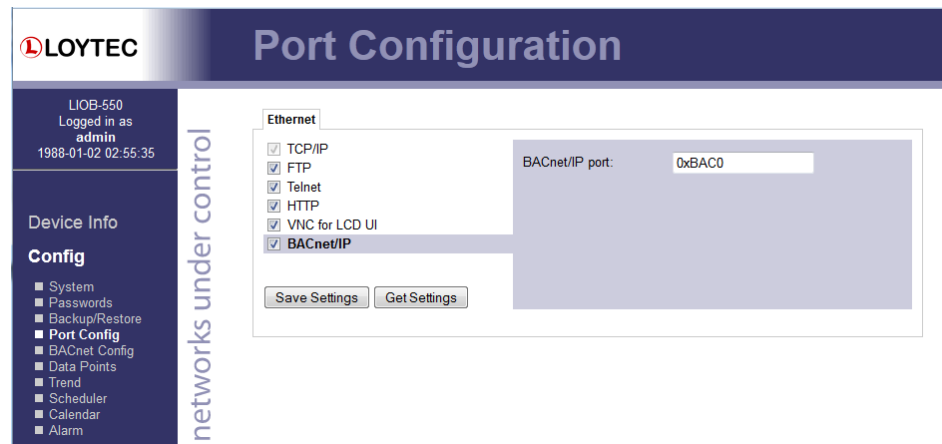 LOYTEC
Port Configuration
LIOB-550
Logged in as
admin
1988-01-02 02:55:35
Device Info
Config
System
Passwords
Backup/Restore
Port Config
BACnet Config
Data Points
Trend
Scheduler
Calendar
Alarm
networks under control
Ethernet
TCP/IP
FTP
Telnet
HTTP
VNC for LCD UI
BACnet/IP
Save Settings Get Settings
BACnet/IP port: 0xBAC0